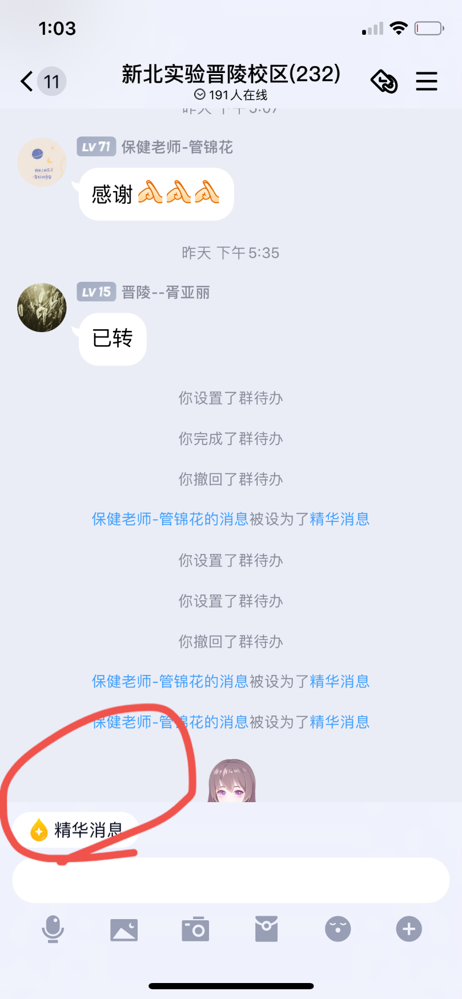 1:03
11
新北实验晋陵校区(232)
191人在线
昨天 下午5:07
LV 71 保健老师-管锦花
感谢
昨天 下午5:35
LV 15 晋陵--胥亚丽
已转
你设置了群待办
你完成了群待办
你撤回了群待办
保健老师-管锦花的消息被设为了精华消息
你设置了群待办
你设置了群待办
你撤回了群待办
保健老师-管锦花的消息被设为了精华消息
保健老师-管锦花的消息被设为了精华消息
精华消息